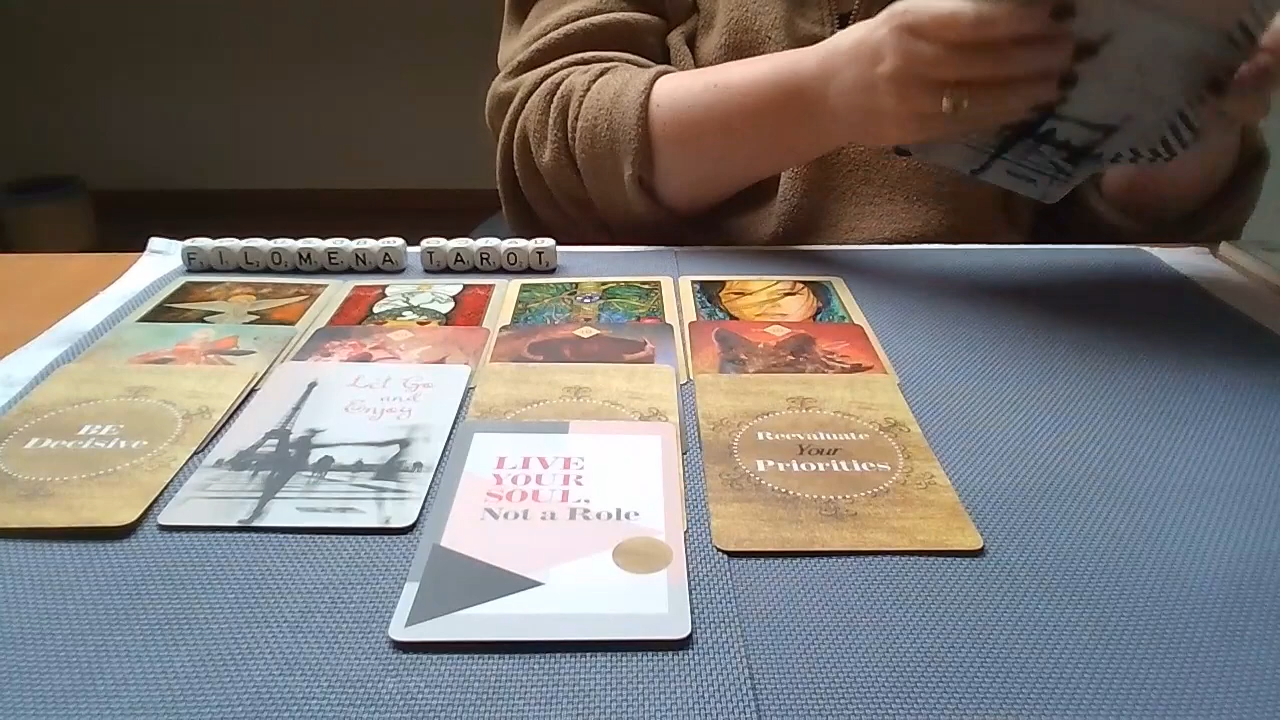 FILOMENA TAROT
BE
Decisive
Let Go
and
Enjoy
LIVE
YOUR
SOUL,
Not a Role
Reevaluate
Your
Priorities